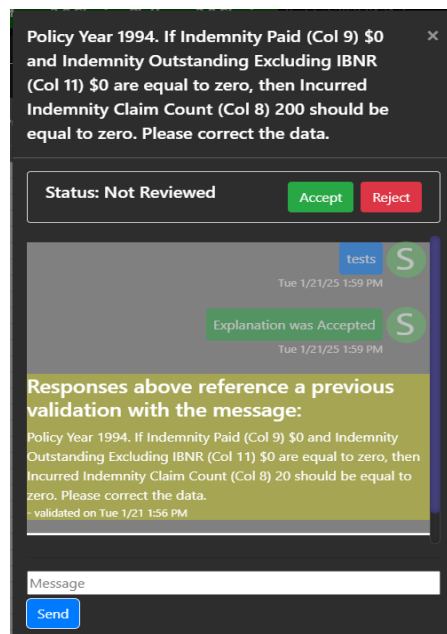 Policy Year 1994. If Indemnity Paid (Col 9) $0
×
and Indemnity Outstanding Excluding IBNR
(Col 11) $0 are equal to zero, then Incurred
Indemnity Claim Count (Col 8) 200 should be
equal to zero. Please correct the data.
Status: Not Reviewed
Accept
Reject
tests
S
Tue 1/21/25 1:59 PM
Explanation was Accepted
S
Tue 1/21/25 1:59 PM
Responses above reference a previous
validation with the message:
Policy Year 1994. If Indemnity Paid (Col 9) $0 and Indemnity
Outstanding Excluding IBNR (Col 11) $0 are equal to zero, then
Incurred Indemnity Claim Count (Col 8) 20 should be equal to
zero. Please correct the data.
- validated on Tue 1/21 1:56 PM
Message
Send